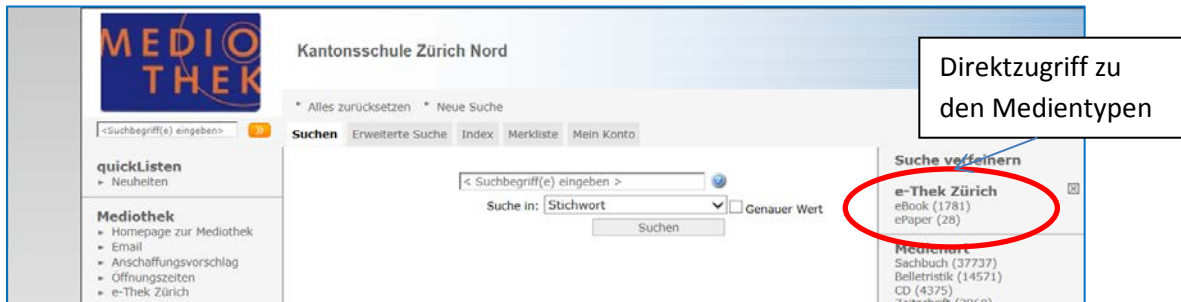 MEDIO
THEK
Kantonsschule Zürich Nord
Direktzugriff zu
den Medientypen
* Alles zurücksetzen * Neue Suche
<Suchbegriff(e) eingeben>
Suchen Erweiterte Suche Index Merkliste Mein Konto
quickListen
Neuheiten
Mediothek
Homepage zur Mediothek
Email
Anschaffungsvorschlag
Öffnungszeiten
e-Thek Zürich
< Suchbegriff(e) eingeben >
Suche in: Stichwort Genauer Wert
Suchen
Suche verfeinern
e-Thek Zürich
eBook (1781)
ePaper (28)
Medienart
Sachbuch (37737)
Belletristik (14571)
CD (4375)